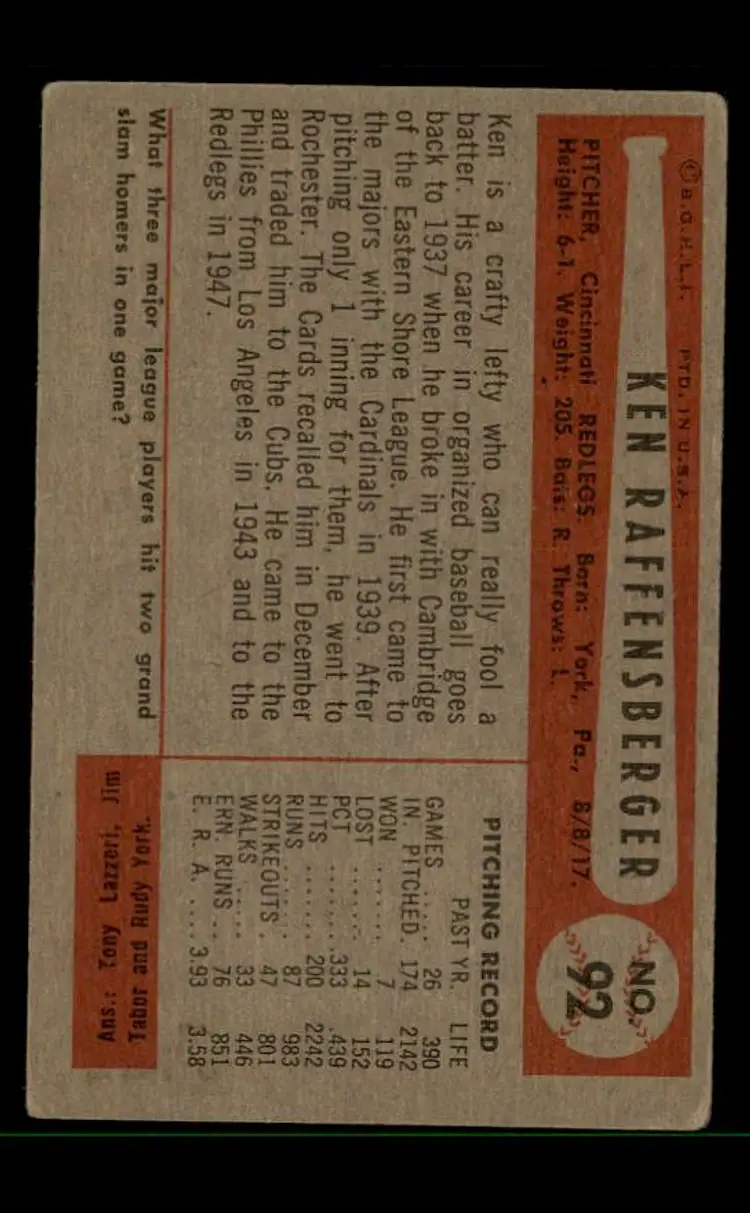 © B.G.H.L.I. PTD. IN U.S.A.
KEN RAFFENSBERGER
NO. 92
PITCHER, Cincinnati REDLEGS. Born: York, Pa., 8/8/17.
Height: 6-1. Weight: 205. Bats: R. Throws: L.
Ken is a crafty lefty who can really fool a
batter. His career in organized baseball goes
back to 1937 when he broke in with Cambridge
of the Eastern Shore League. He first came to
the majors with the Cardinals in 1939. After
pitching only 1 inning for them, he went to
Rochester. The Cards recalled him in December
and traded him to the Cubs. He came to the
Phillies from Los Angeles in 1943 and to the
Redlegs in 1947.
PITCHING RECORD
PAST YR. LIFE
GAMES ..... 26 390
IN. PITCHED. 174 2142
WON ....... 7 119
LOST ...... 14 152
PCT ....... .333 .439
HITS ....... 200 2242
RUNS ...... 87 983
STRIKEOUTS . 47 801
WALKS ..... 33 446
ERN. RUNS .. 76 851
E. R. A. .... 3.93 3.58
What three major league players hit two grand
slam homers in one game?
Ans: Tony Lazzeri, Jim
Tabor and Rudy York.